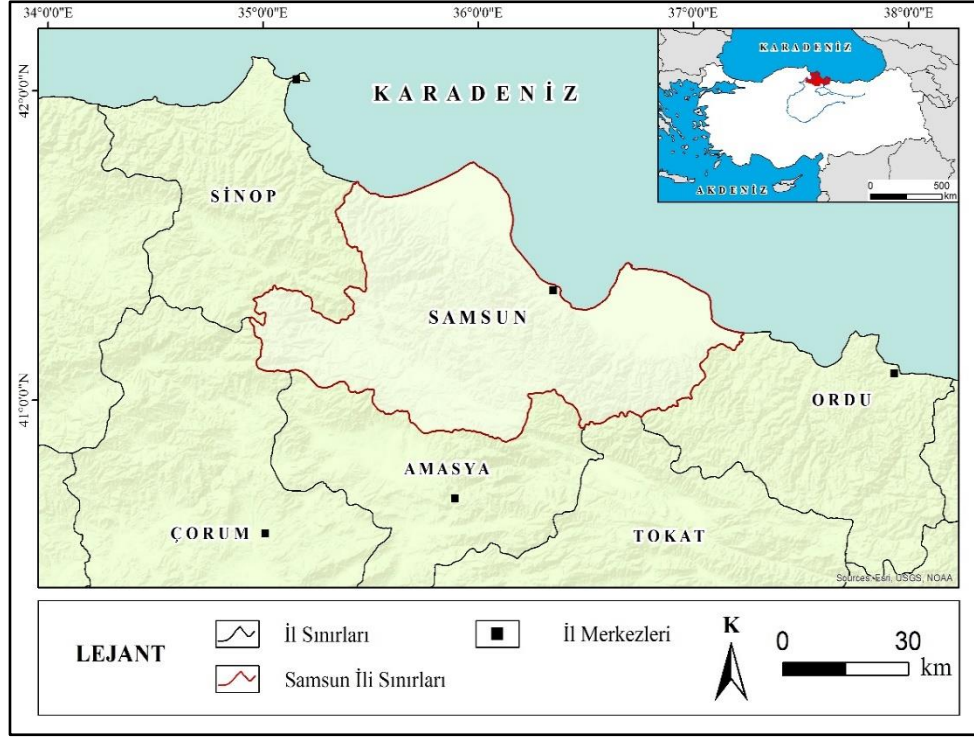 34°0'0"E 35°0'0"E 36°0'0"E 37°0'0"E 38°0'0"E
42°0'0"N
41°0'0"N
KARADENİZ
KARADENİZ
AKDENİZ
0 500
km
SİNOP
SAMSUN
ORDU
AMASYA
ÇORUM
TOKAT
Sources: Esri, USGS, NOAA
LEJANT
İl Sınırları
Samsun İli Sınırları
İl Merkezleri
K
0 30
km